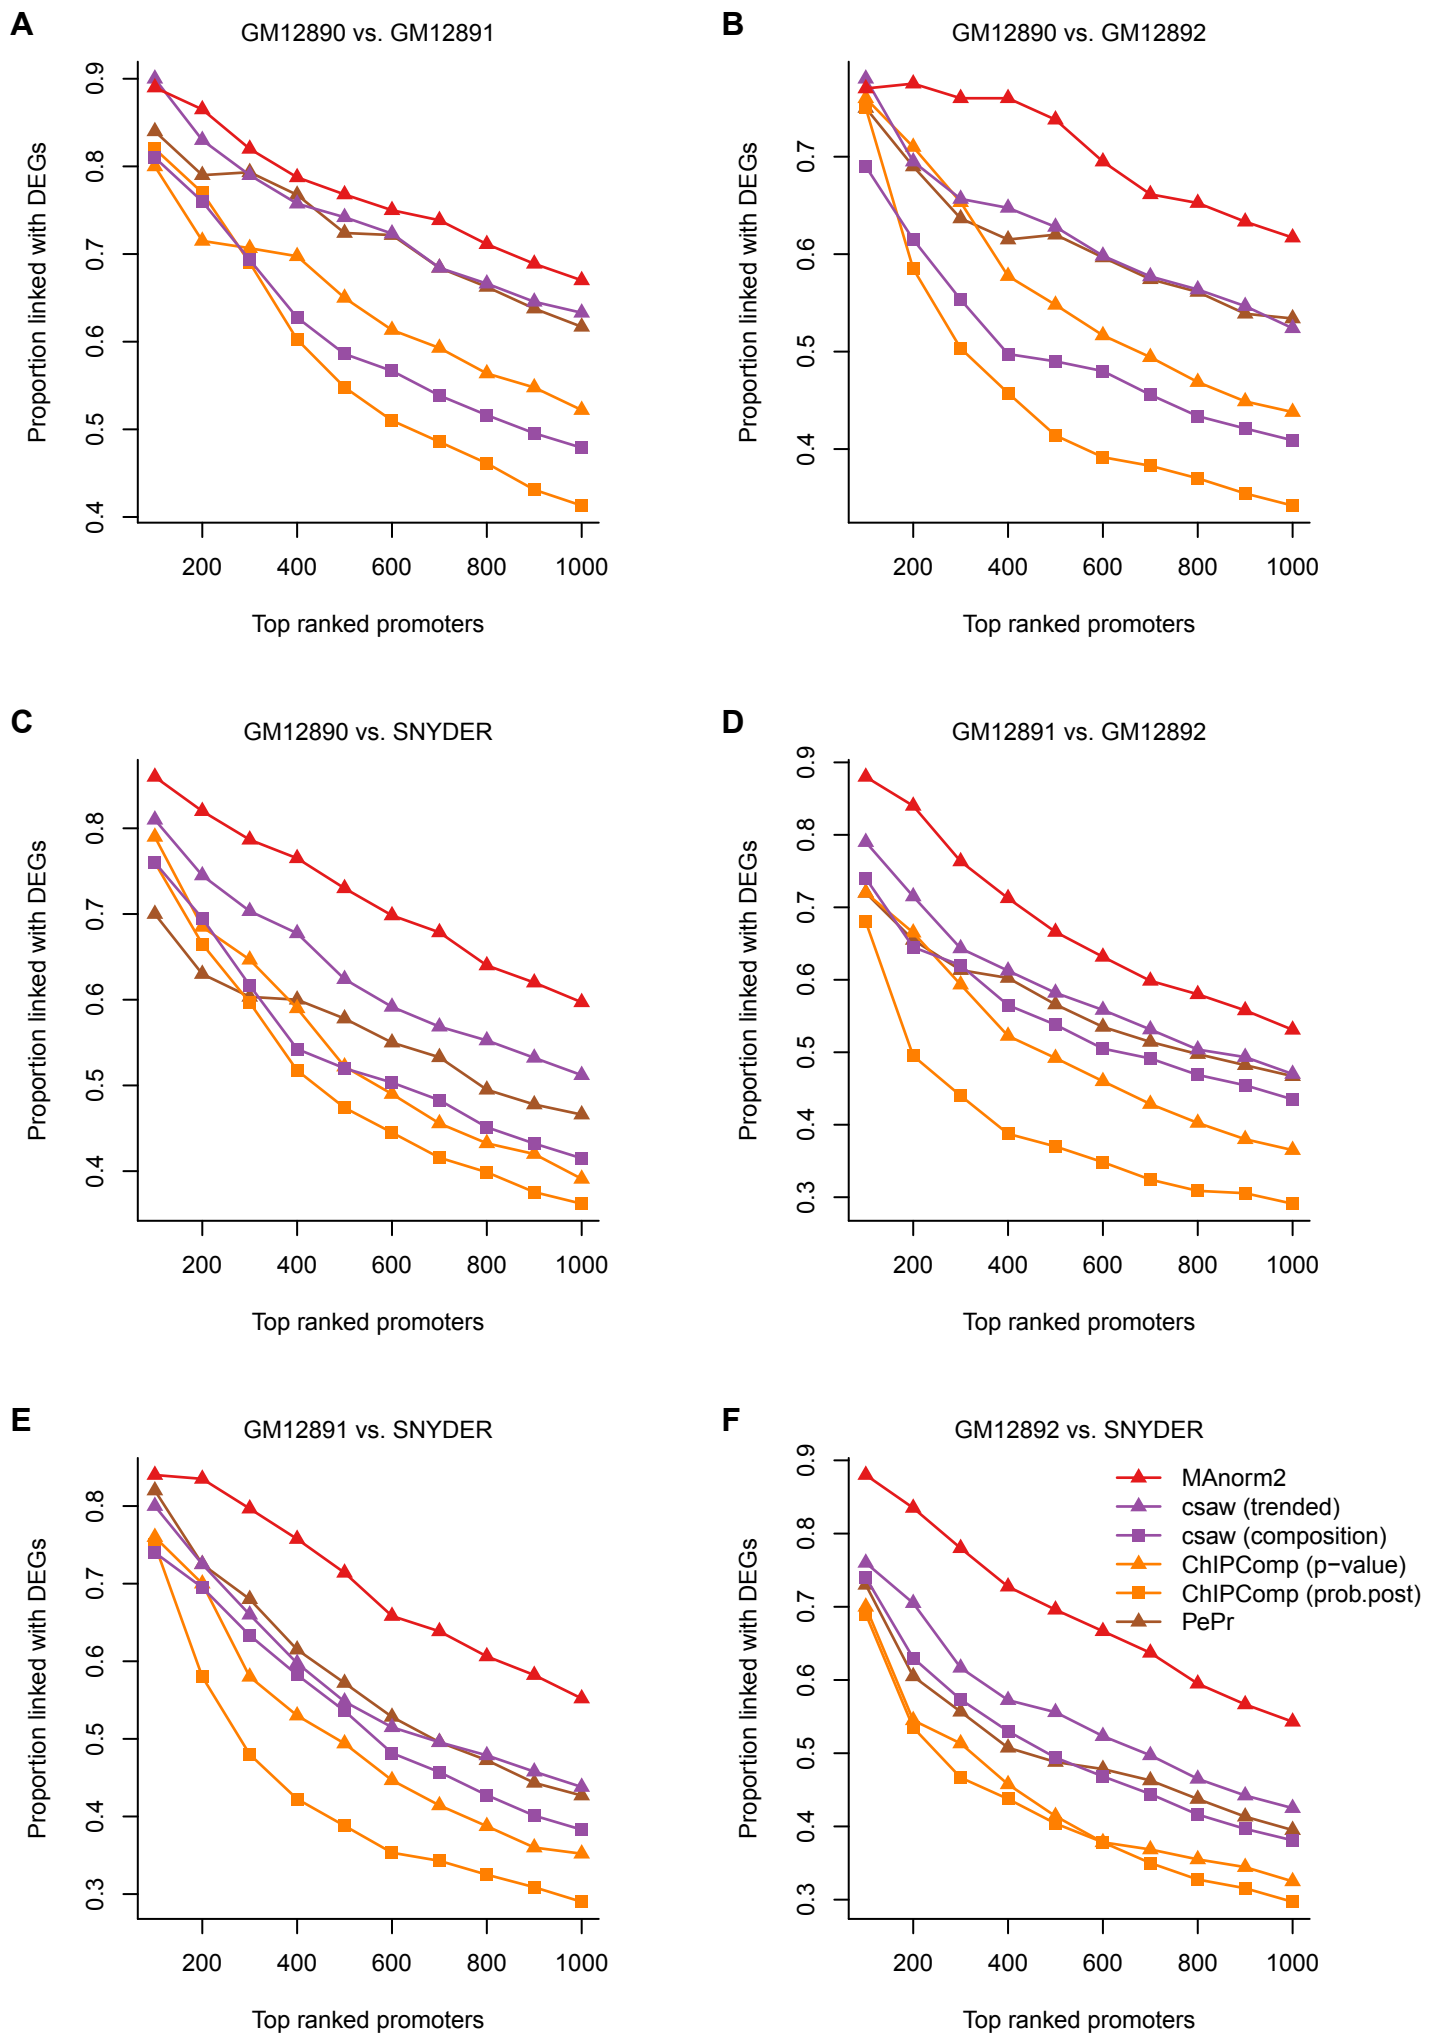 A
GM12890 vs. GM12891
Proportion linked with DEGs
0.9
0.8
0.7
0.6
0.5
0.4
200 400 600 800 1000
Top ranked promoters
B
GM12890 vs. GM12892
Proportion linked with DEGs
0.7
0.6
0.5
0.4
200 400 600 800 1000
Top ranked promoters
C
GM12890 vs. SNYDER
Proportion linked with DEGs
0.8
0.7
0.6
0.5
0.4
200 400 600 800 1000
Top ranked promoters
D
GM12891 vs. GM12892
Proportion linked with DEGs
0.9
0.8
0.7
0.6
0.5
0.4
0.3
200 400 600 800 1000
Top ranked promoters
E
GM12891 vs. SNYDER
Proportion linked with DEGs
0.8
0.7
0.6
0.5
0.4
0.3
200 400 600 800 1000
Top ranked promoters
F
GM12892 vs. SNYDER
Proportion linked with DEGs
0.9
0.8
0.7
0.6
0.5
0.4
0.3
MAnorm2
csaw (trended)
csaw (composition)
ChIPComp (p−value)
ChIPComp (prob.post)
PePr
200 400 600 800 1000
Top ranked promoters